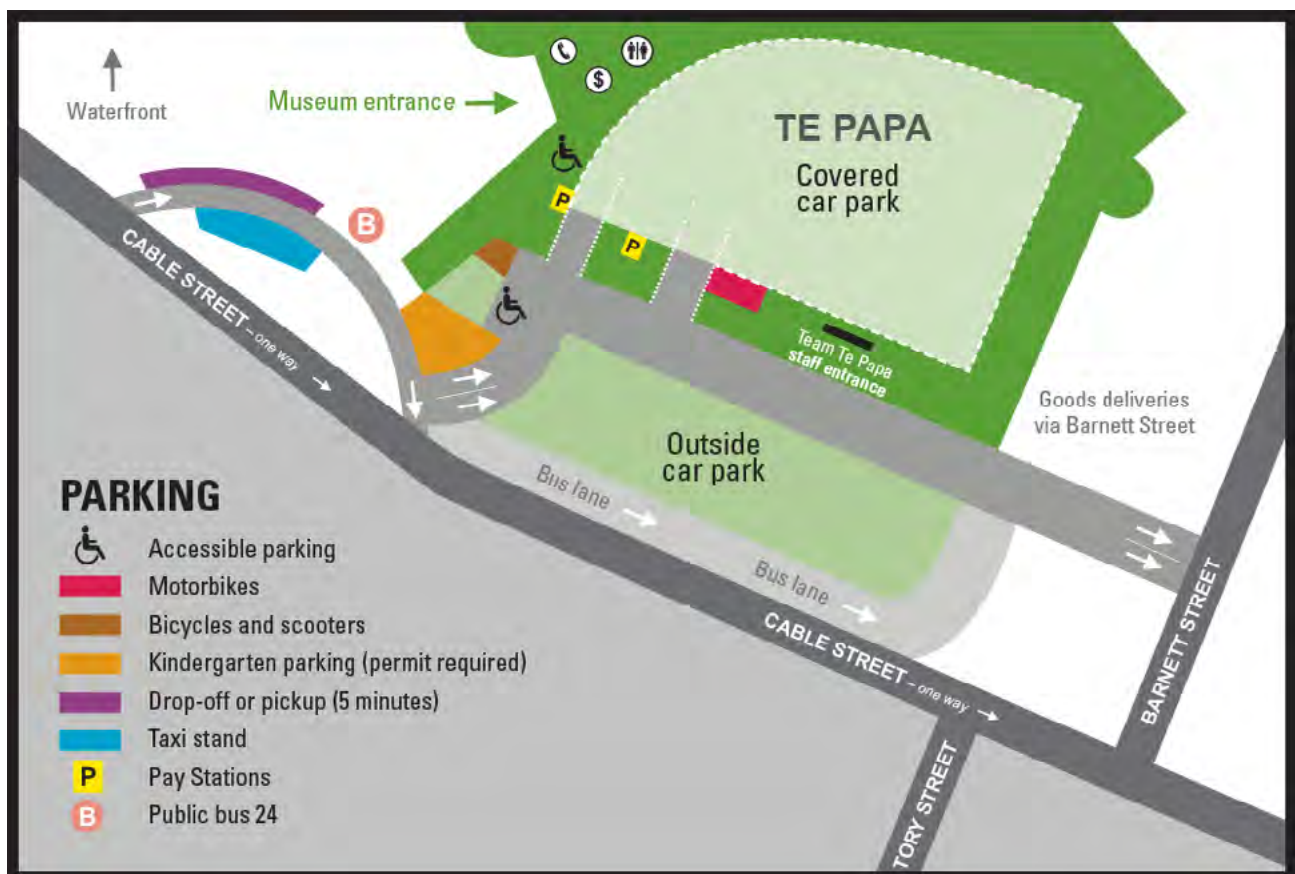 Waterfront
Museum entrance
$
TE PAPA
Covered
car park
P
P
B
CABLE STREET – one way
Team Te Papa
staff entrance
Goods deliveries
via Barnett Street
Outside
car park
Bus lane
Bus lane
CABLE STREET – one way
BARNETT STREET
TORY STREET
PARKING
Accessible parking
Motorbikes
Bicycles and scooters
Kindergarten parking (permit required)
Drop-off or pickup (5 minutes)
Taxi stand
P Pay Stations
B Public bus 24